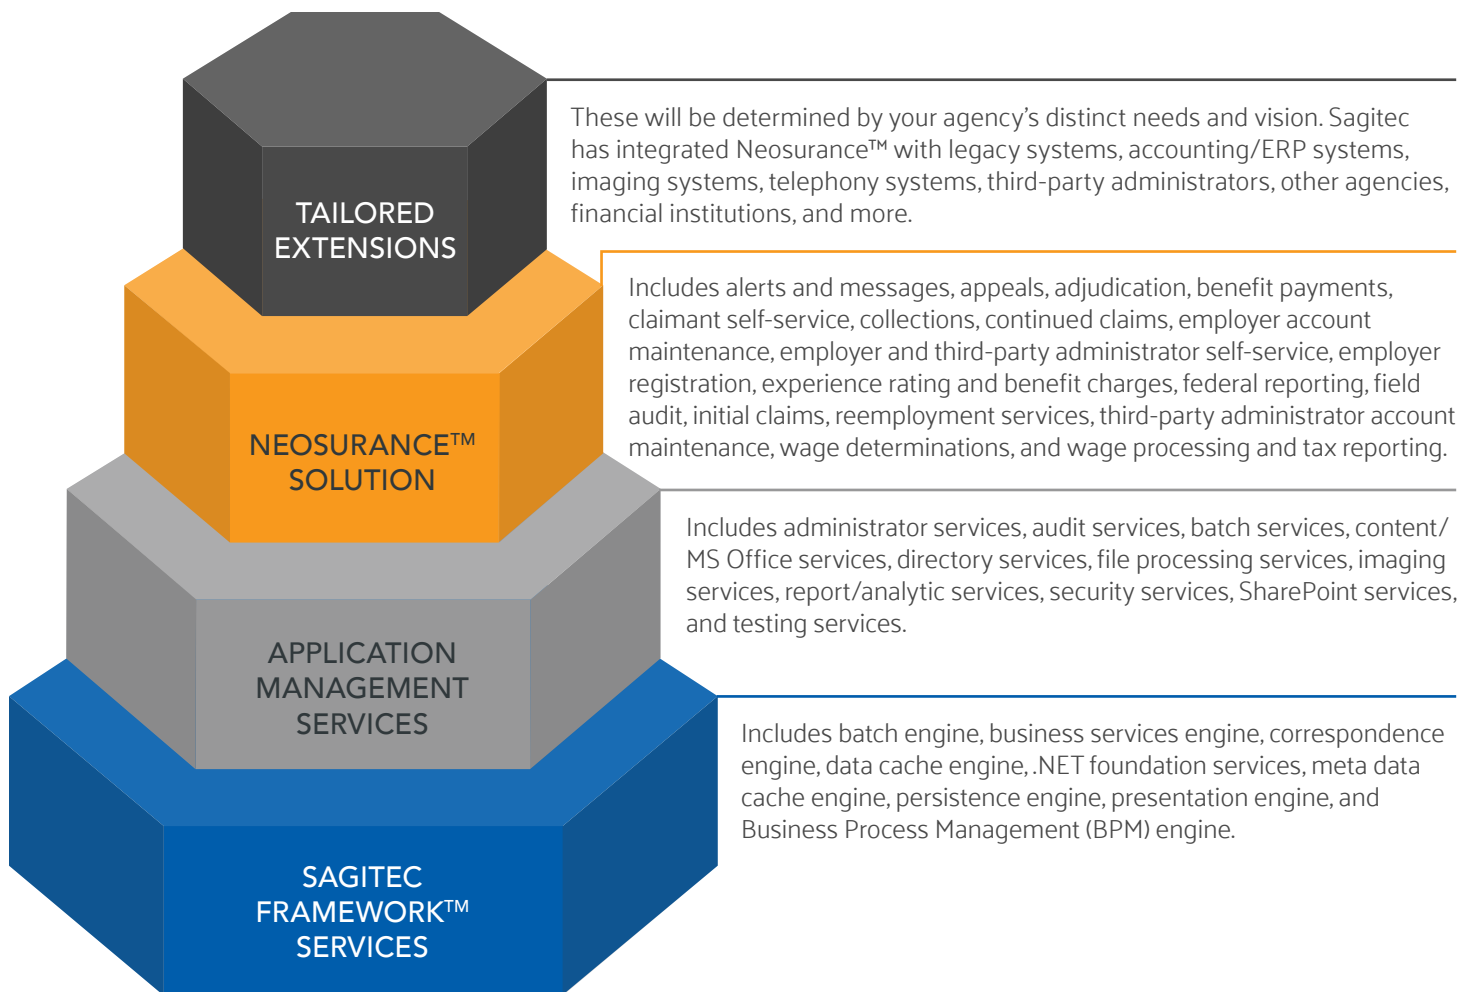 TAILORED
EXTENSIONS
These will be determined by your agency’s distinct needs and vision. Sagitec
has integrated Neosurance™ with legacy systems, accounting/ERP systems,
imaging systems, telephony systems, third-party administrators, other agencies,
financial institutions, and more.
NEOSURANCE™
SOLUTION
Includes alerts and messages, appeals, adjudication, benefit payments,
claimant self-service, collections, continued claims, employer account
maintenance, employer and third-party administrator self-service, employer
registration, experience rating and benefit charges, federal reporting, field
audit, initial claims, reemployment services, third-party administrator account
maintenance, wage determinations, and wage processing and tax reporting.
APPLICATION
MANAGEMENT
SERVICES
Includes administrator services, audit services, batch services, content/
MS Office services, directory services, file processing services, imaging
services, report/analytic services, security services, SharePoint services,
and testing services.
SAGITEC
FRAMEWORK™
SERVICES
Includes batch engine, business services engine, correspondence
engine, data cache engine, .NET foundation services, meta data
cache engine, persistence engine, presentation engine, and
Business Process Management (BPM) engine.